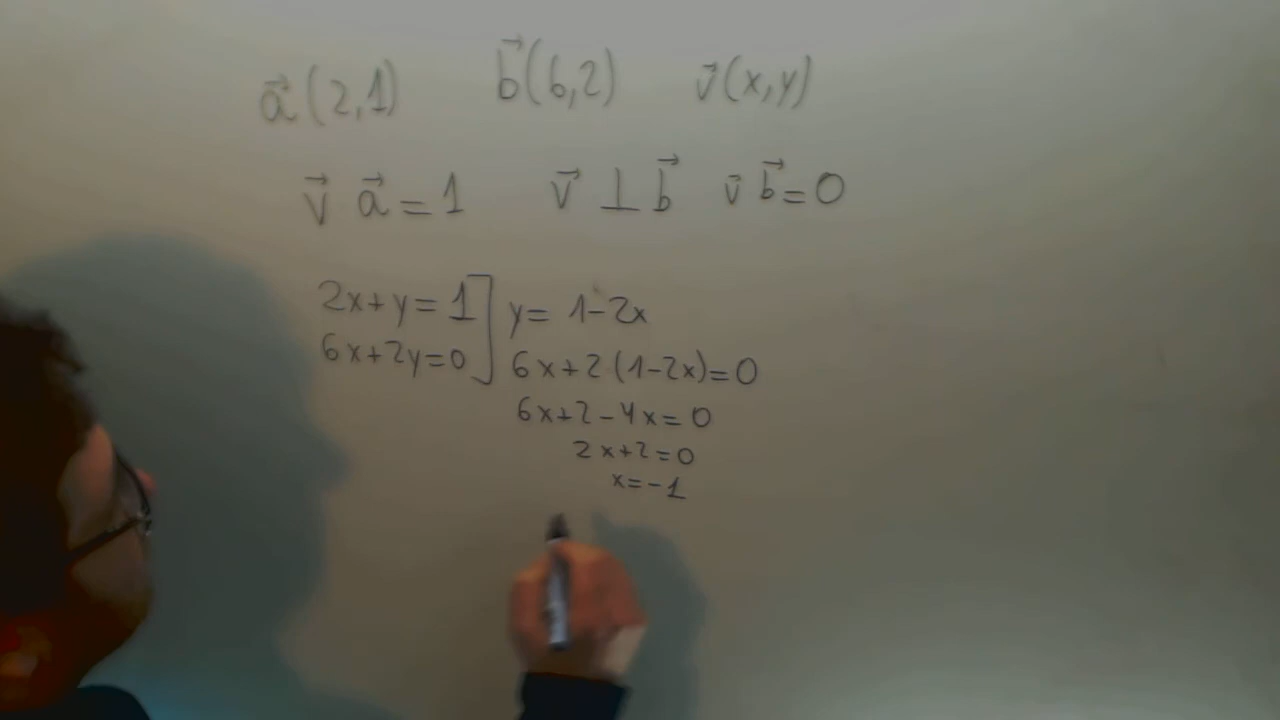 a⃗ (2,1) b⃗(6,2) v⃗(x,y)
v⃗ a⃗ = 1 v⃗ ⊥ b⃗ v⃗ b⃗ = 0
2x+y = 1] y = 1-2x
6x+2y=0] 6x+2(1-2x)=0
6x+2-4x=0
2x+2=0
x=-1